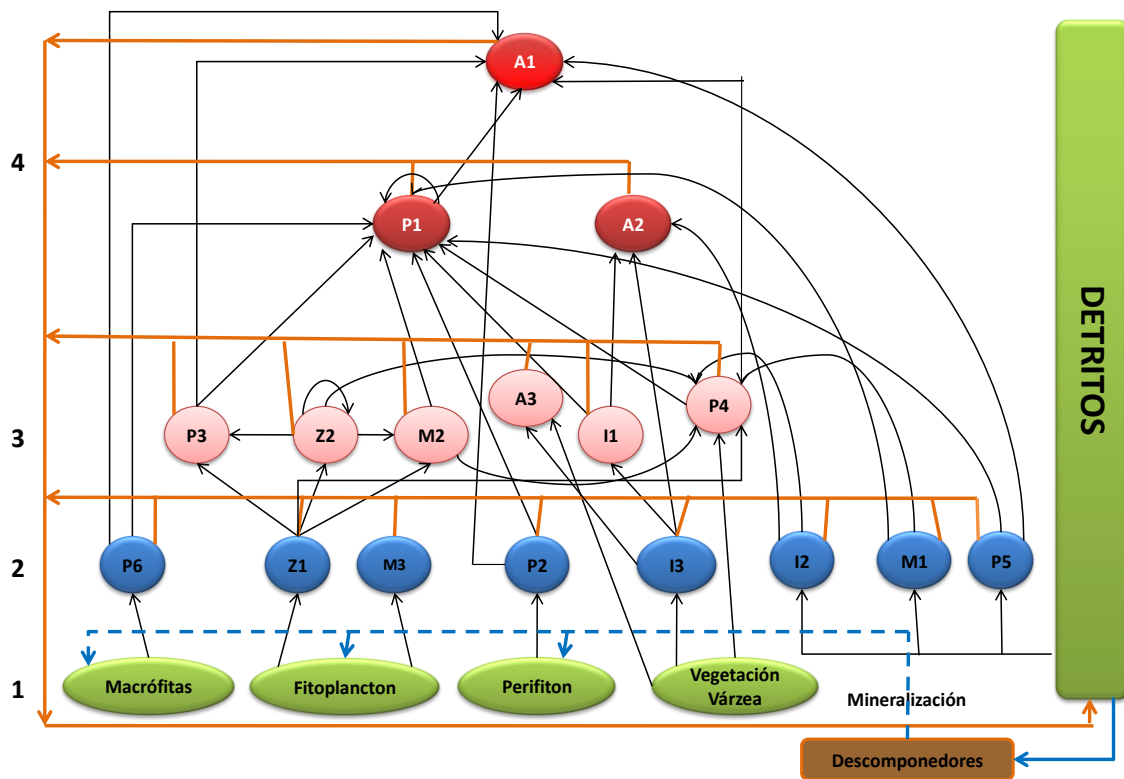 A1
4
P1
A2
DETRITOS
A3
P4
P3
Z2
M2
I1
3
2
P6
Z1
M3
P2
I3
I2
M1
P5
1
Macrófitas
Fitoplancton
Perifiton
Vegetación
Várzea
Mineralización
Descomponedores